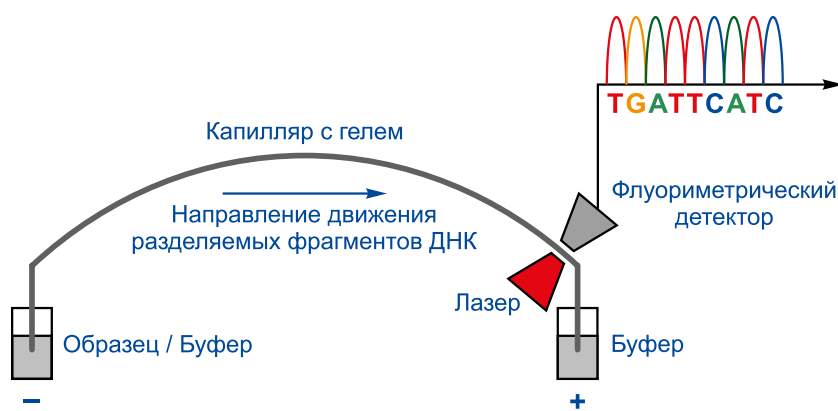 TGATTCATC
Капилляр с гелем
Направление движения
разделяемых фрагментов ДНК
Флуориметрический
детектор
Лазер
Образец / Буфер
Буфер
–
+